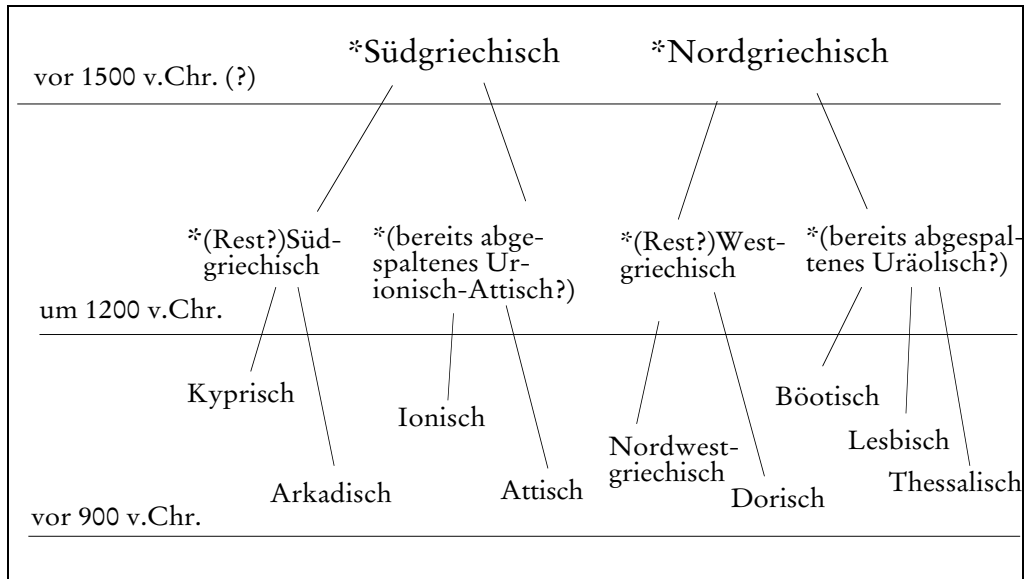 *Südgriechisch
*Nordgriechisch
vor 1500 v.Chr. (?)
*(Rest?)Süd-
griechisch
*(bereits abge-
spaltenes Ur-
ionisch-Attisch?)
*(Rest?)West-
griechisch
*(bereits abgespal-
tenes Uräolisch?)
um 1200 v.Chr.
Kyprisch
Arkadisch
Ionisch
Attisch
Nordwest-
griechisch
Dorisch
Böotisch
Lesbisch
Thessalisch
vor 900 v.Chr.